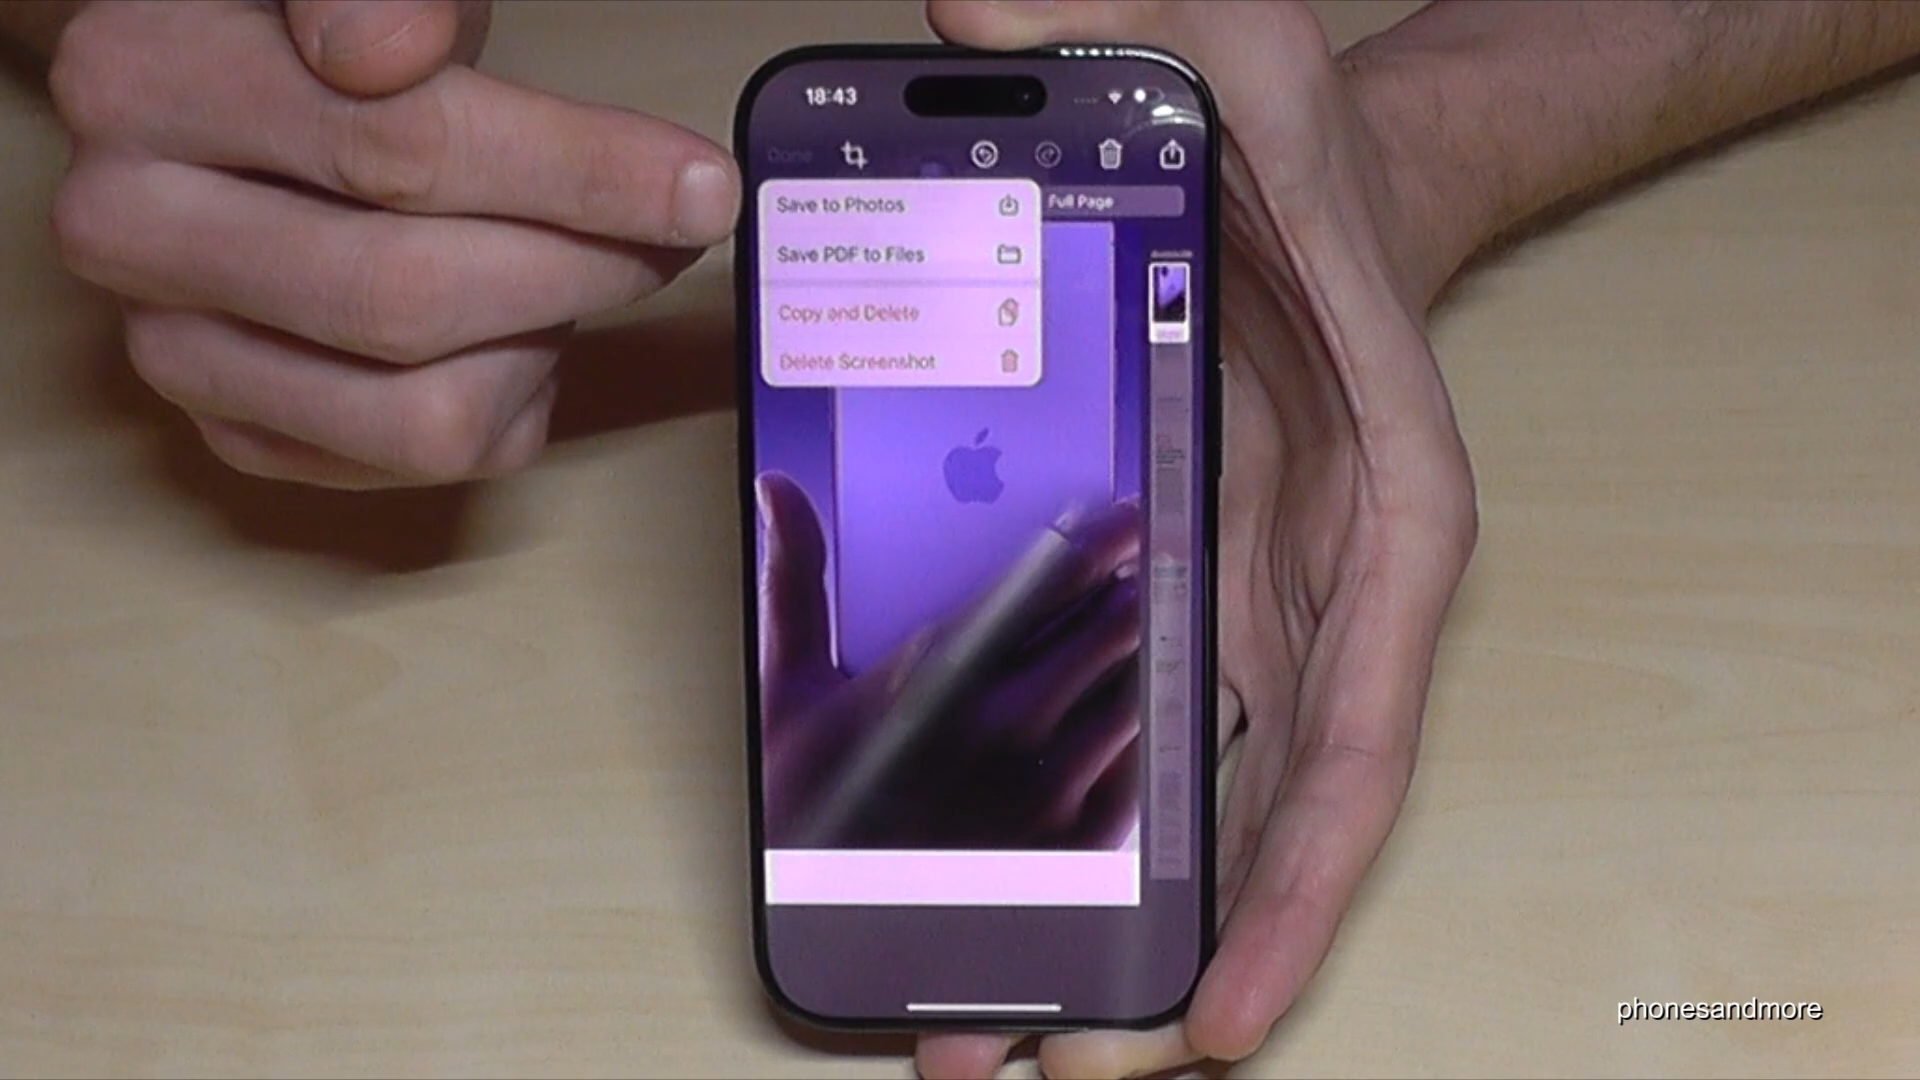 18:43
Done
Full Page
Save to Photos
Save PDF to Files
Copy and Delete
Delete Screenshot
phonesandmore